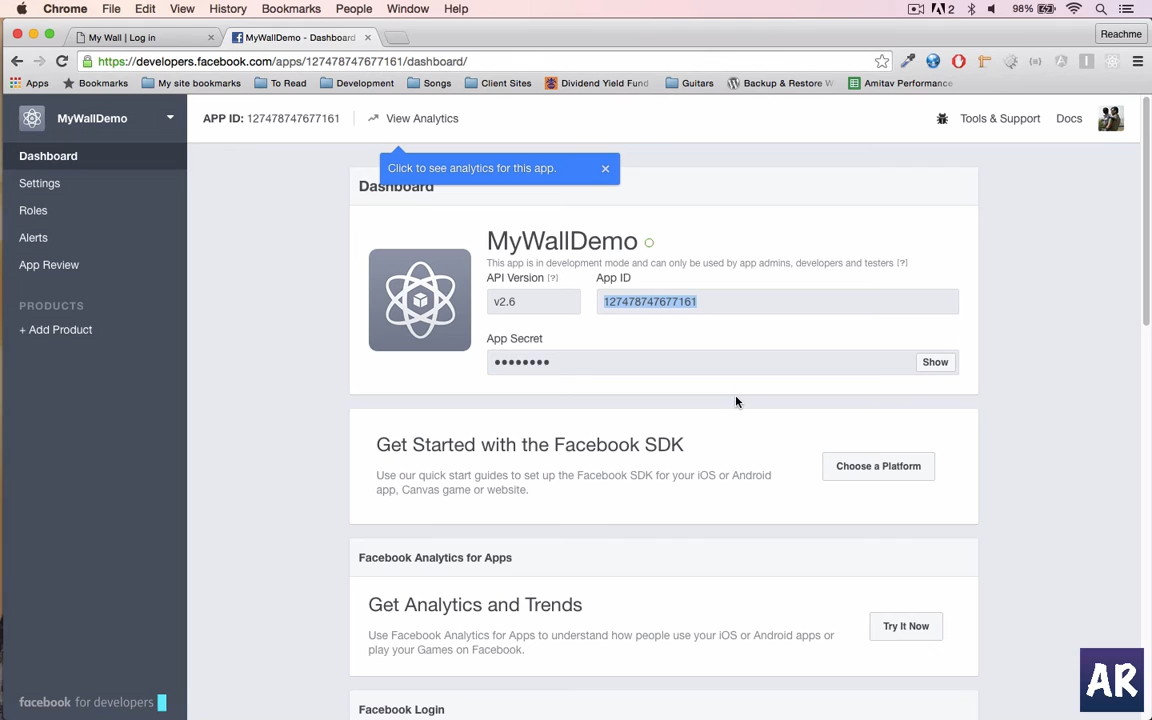 Chrome File Edit View History Bookmarks People Window Help 2 98%
My Wall | Log in × MyWallDemo - Dashboard × Reachme
https://developers.facebook.com/apps/127478747677161/dashboard/
Apps Bookmarks My site bookmarks To Read Development Songs Client Sites Dividend Yield Fund Guitars Backup & Restore W Amitav Performance
MyWallDemo
APP ID: 127478747677161 View Analytics Tools & Support Docs
Click to see analytics for this app. ×
Dashboard
Settings
Roles
Alerts
App Review
PRODUCTS
+ Add Product
Dashboard
MyWallDemo
This app is in development mode and can only be used by app admins, developers and testers [?]
API Version [?] App ID
v2.6 127478747677161
App Secret
•••••••• Show
Get Started with the Facebook SDK
Use our quick start guides to set up the Facebook SDK for your iOS or Android
app, Canvas game or website.
Choose a Platform
Facebook Analytics for Apps
Get Analytics and Trends
Use Facebook Analytics for Apps to understand how people use your iOS or Android apps or
play your Games on Facebook.
Try It Now
Facebook Login
facebook for developers
AR